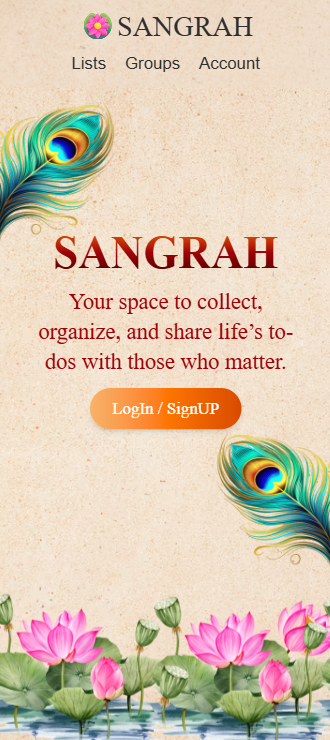 SANGRAH
Lists Groups Account
SANGRAH
Your space to collect,
organize, and share life’s to-
dos with those who matter.
LogIn / SignUP